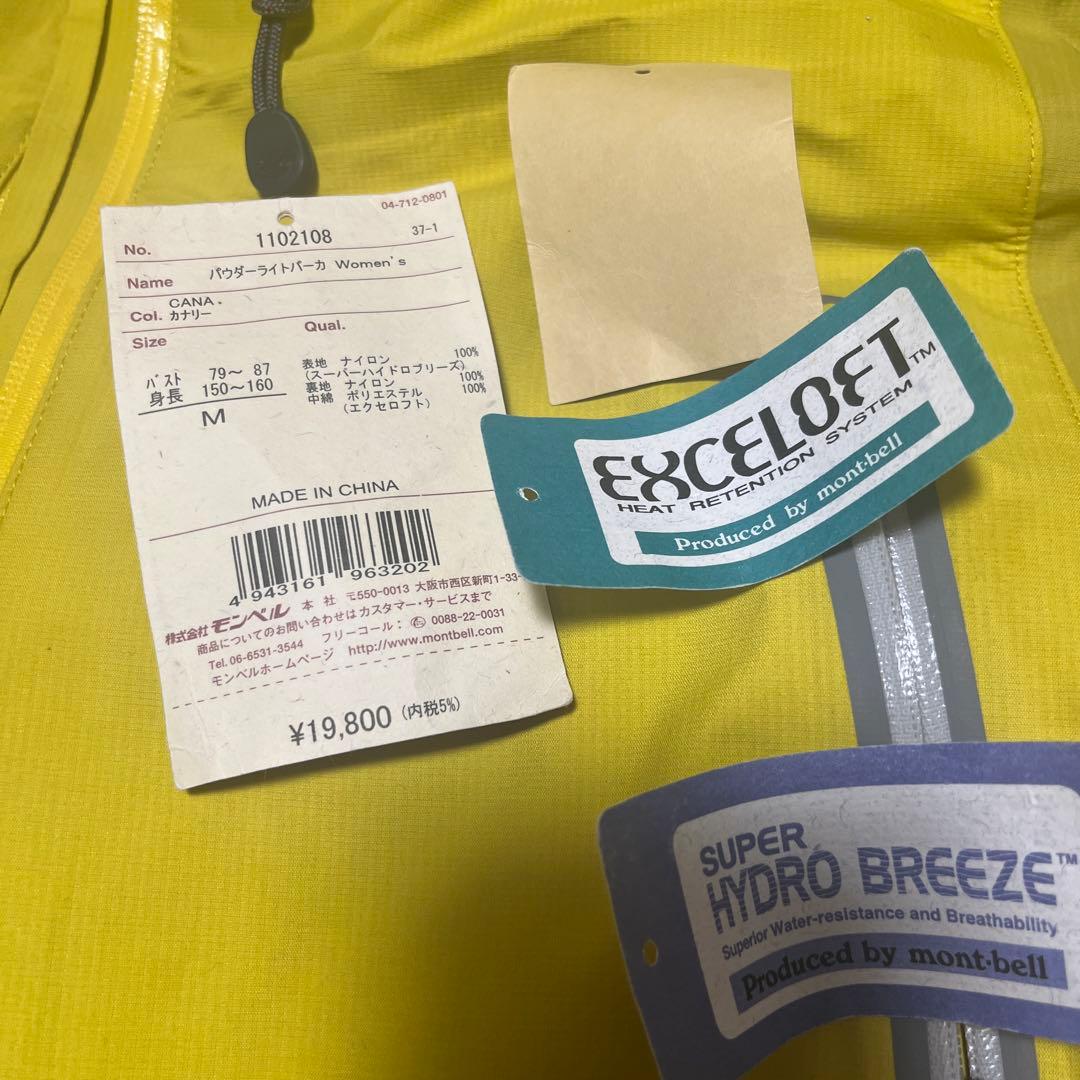 04-712-0801
No. 1102108 37-1
Name パウダーライトパーカ Women's
Col. CANA. カナリー
Size
Qual.
バスト 79～ 87
身長 150～160
M
表地 ナイロン 100%
(スーパーハイドロブリーズ)
裏地 ナイロン 100%
中綿 ポリエステル 100%
(エクセロフト)
MADE IN CHINA
4 943161 963202
株式会社 モンベル 本 社 〒550-0013 大阪市西区新町1-33-
商品についてのお問い合わせはカスタマー・サービスまで
Tel. 06-6531-3544 フリーコール: 0088-22-0031
モンベルホームページ http://www.montbell.com
¥19,800 (内税5%)
EXCELOFT™
HEAT RETENTION SYSTEM
Produced by mont-bell
SUPER
HYDRO BREEZE™
Superior Water-resistance and Breathability
Produced by mont-bell